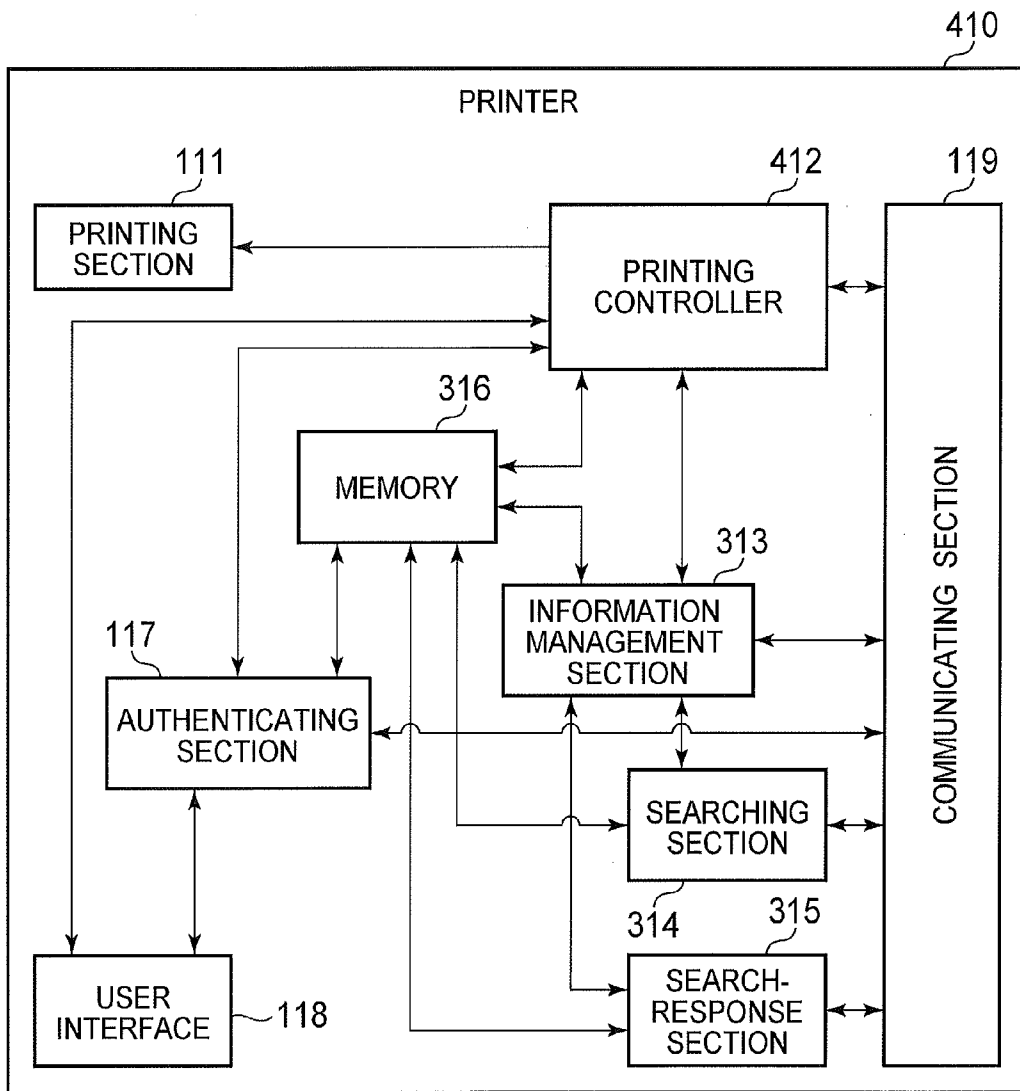 410
PRINTER
111
412
119
PRINTING
SECTION
PRINTING
CONTROLLER
316
MEMORY
313
INFORMATION
MANAGEMENT
SECTION
117
AUTHENTICATING
SECTION
COMMUNICATING SECTION
SEARCHING
SECTION
314
315
USER
INTERFACE
118
SEARCH-
RESPONSE
SECTION